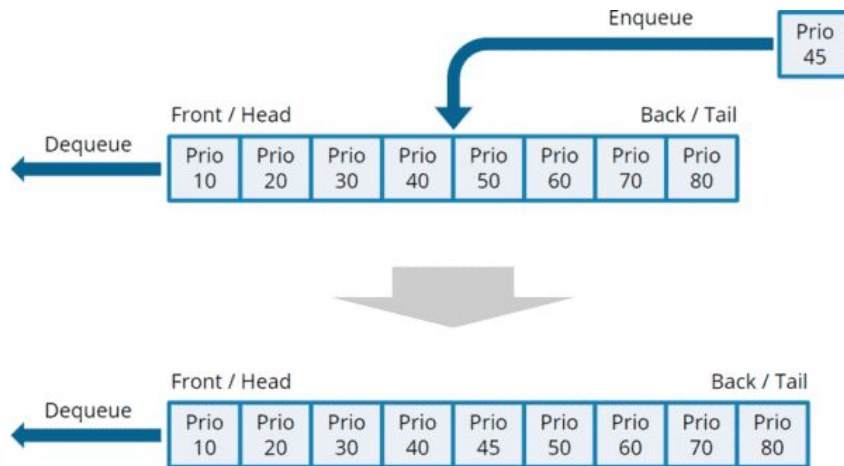 Enqueue
Prio
45
Front / Head
Back / Tail
Dequeue
Prio Prio Prio Prio Prio Prio Prio Prio
10 20 30 40 50 60 70 80
Front / Head
Back / Tail
Dequeue
Prio Prio Prio Prio Prio Prio Prio Prio Prio
10 20 30 40 45 50 60 70 80